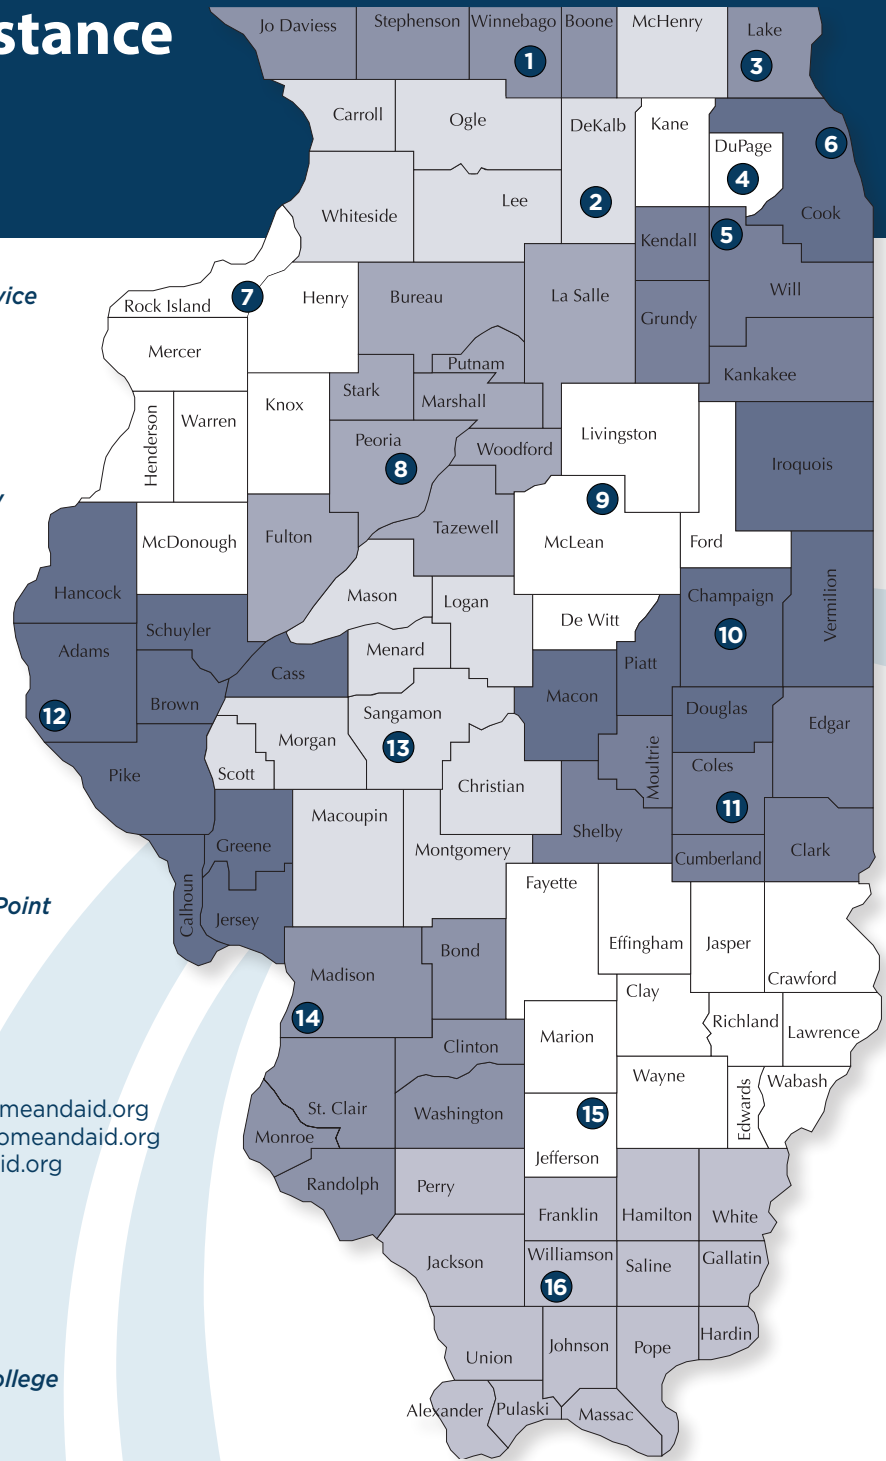 stance
Jo Daviess
Stephenson
Winnebago
Boone
McHenry
Lake
1
3
Carroll
Ogle
DeKalb
Kane
DuPage
6
4
Whiteside
Lee
2
Cook
Kendall
5
vice
Rock Island
7
Henry
Bureau
La Salle
Will
Grundy
Mercer
Putnam
Kankakee
Stark
Marshall
Knox
Henderson
Warren
Peoria
Livingston
Woodford
8
Iroquois
9
Tazewell
McDonough
Fulton
McLean
Ford
Hancock
Mason
Logan
Champaign
Vermilion
De Witt
Schuyler
10
Adams
Menard
Piatt
Cass
Macon
Brown
12
Sangamon
Douglas
Edgar
13
Morgan
Moultrie
Coles
Pike
Scott
Christian
11
Macoupin
Shelby
Greene
Montgomery
Cumberland
Clark
Fayette
Point
Calhoun
Jersey
Effingham
Jasper
Bond
Madison
Crawford
Clay
14
Richland
Lawrence
Marion
Clinton
Wayne
Wabash
omeandaid.org
St. Clair
Washington
15
Edwards
omeandaid.org
Monroe
Jefferson
id.org
Randolph
Perry
Franklin
Hamilton
White
Jackson
Williamson
Saline
Gallatin
16
Johnson
Pope
Hardin
Union
ollege
Alexander
Pulaski
Massac